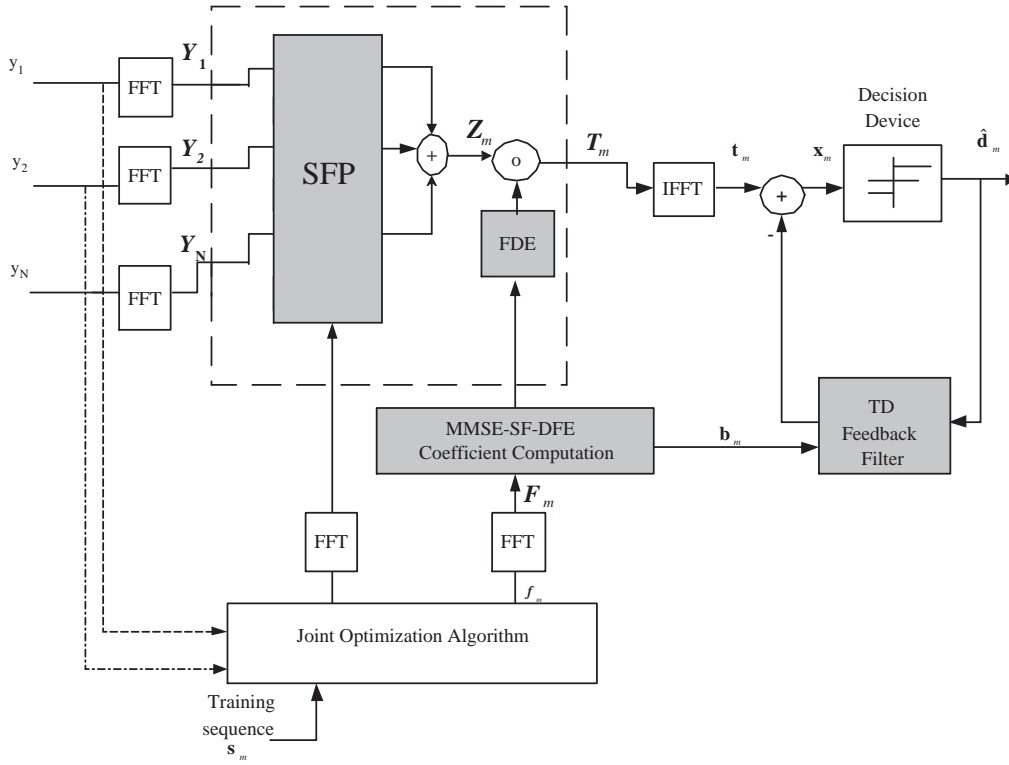 y1
FFT
Y1
y2
FFT
Y2
yN
FFT
YN
SFP
+
Zm
o
FDE
Tm
IFFT
tm
+
-
xm
Decision
Device
d̂m
TD
Feedback
Filter
bm
MMSE-SF-DFE
Coefficient Computation
Fm
FFT
FFT
fm
Joint Optimization Algorithm
Training
sequence
sm